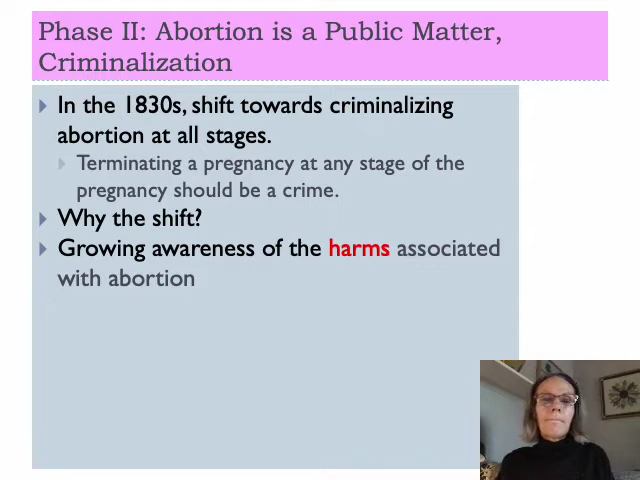 Phase II: Abortion is a Public Matter,
Criminalization
In the 1830s, shift towards criminalizing
abortion at all stages.
Terminating a pregnancy at any stage of the
pregnancy should be a crime.
Why the shift?
Growing awareness of the harms associated
with abortion